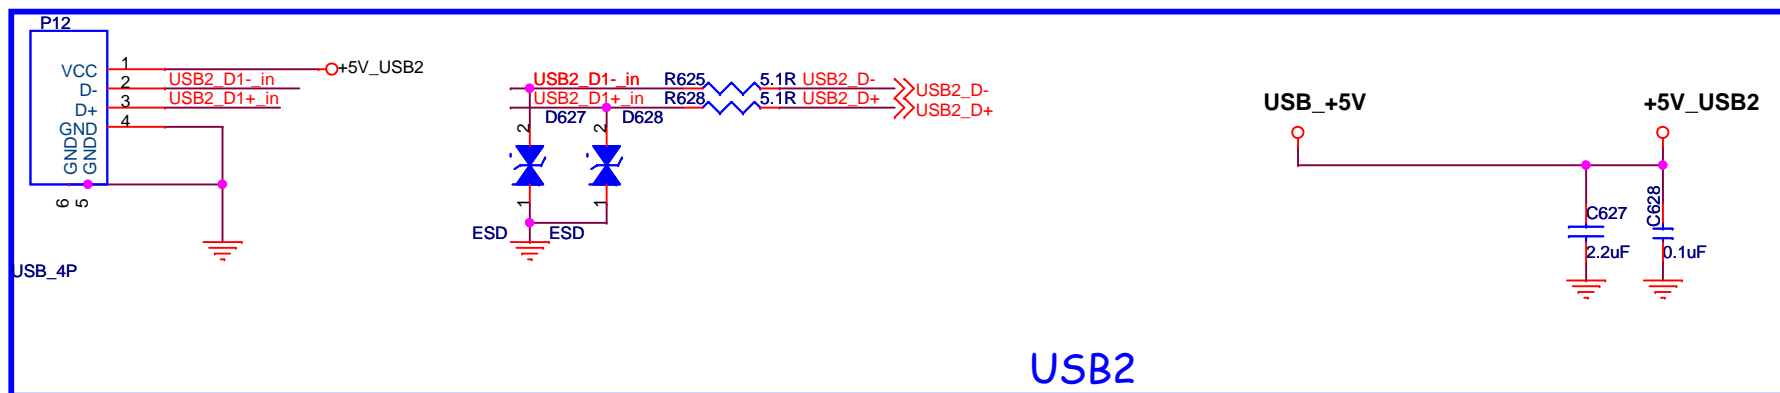 P12
VCC
D-
D+
GND
GND
GND
1
2
3
4
6
5
+5V_USB2
USB2_D1-_in
USB2_D1+_in
USB_4P
USB2_D1-_in
USB2_D1+_in
R625
R628
5.1R
5.1R
USB2_D-
USB2_D+
USB2_D-
USB2_D+
D627
D628
2
2
1
1
ESD
ESD
USB_+5V
+5V_USB2
C627
2.2uF
C628
0.1uF
USB2